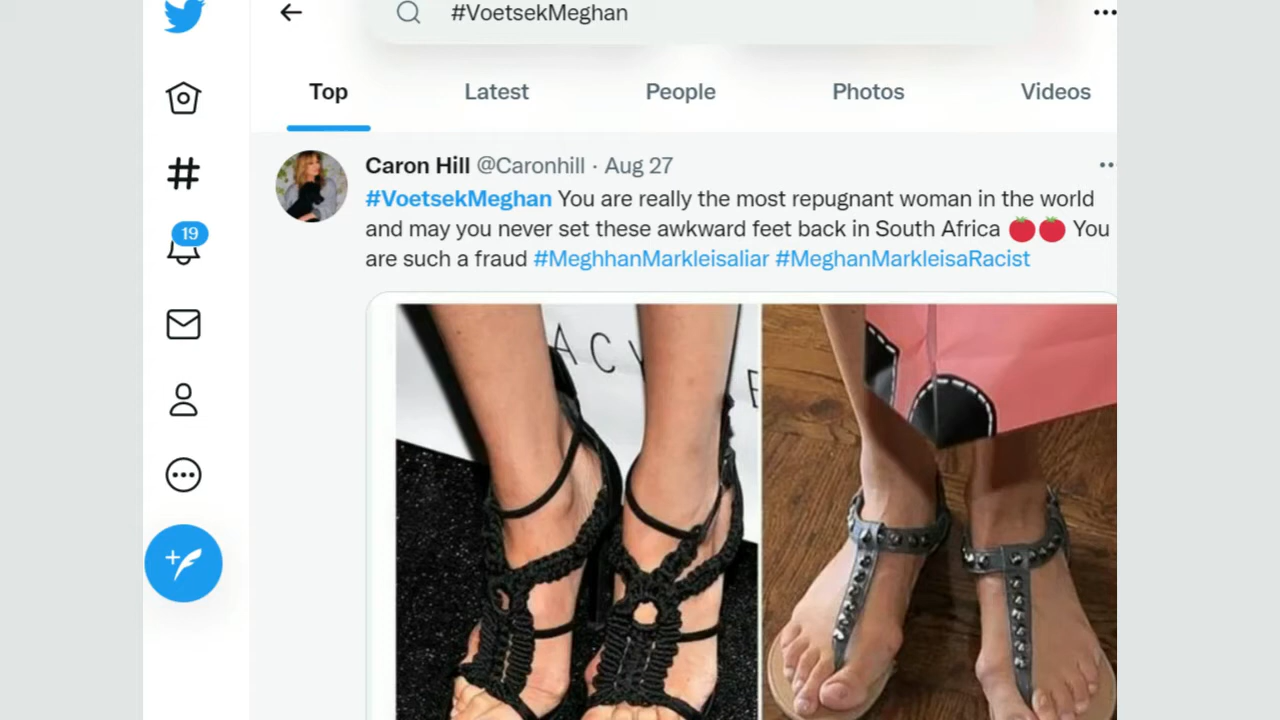 #VoetsekMeghan
Top Latest People Photos Videos
Caron Hill @Caronhill · Aug 27
19
#VoetsekMeghan You are really the most repugnant woman in the world
and may you never set these awkward feet back in South Africa 🍅🍅 You
are such a fraud #MeghhanMarkleisaliar #MeghanMarkleisaRacist
ACY
E